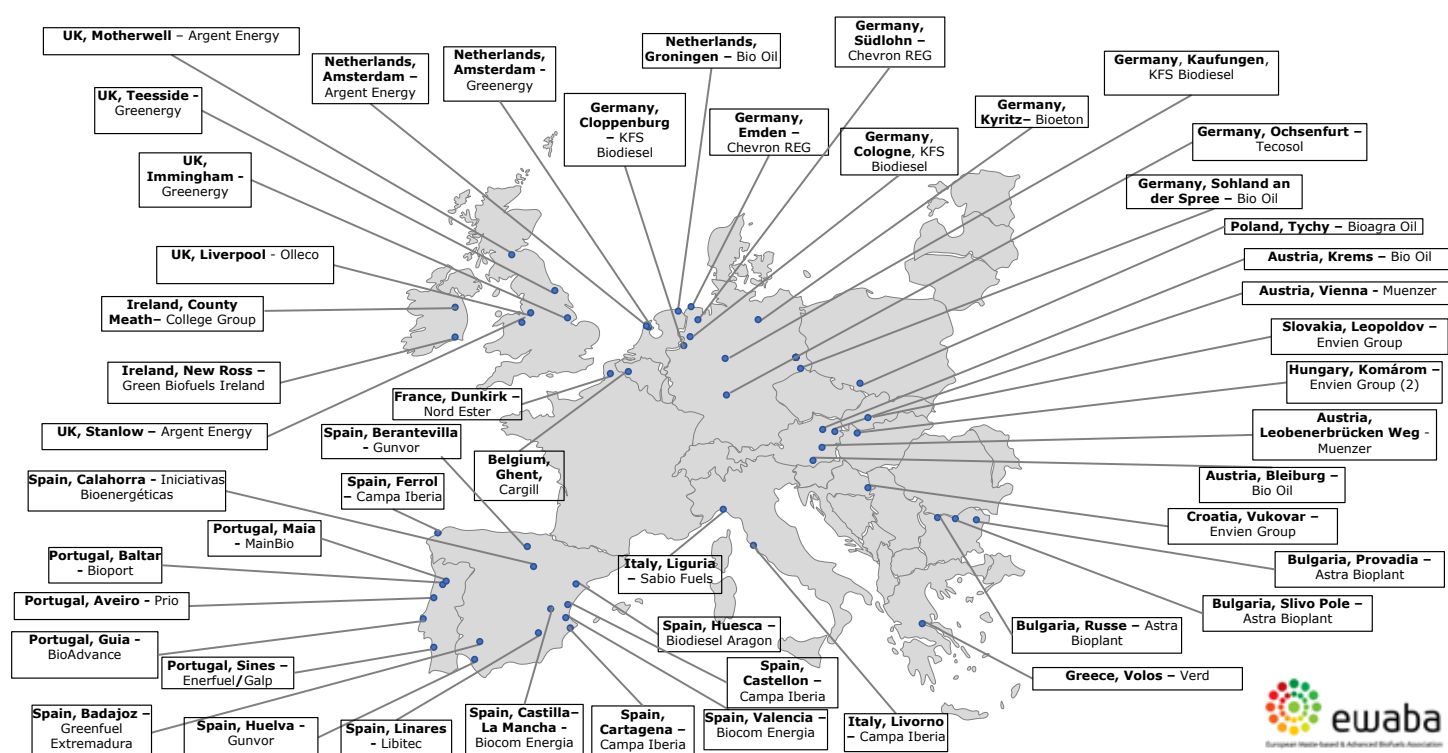 UK, Motherwell – Argent Energy
Netherlands,
Amsterdam –
Argent Energy
Netherlands,
Amsterdam -
Greenergy
Netherlands,
Groningen – Bio Oil
Germany,
Südlohn –
Chevron REG
Germany, Kaufungen,
KFS Biodiesel
UK, Teesside -
Greenergy
Germany,
Cloppenburg
– KFS
Biodiesel
Germany,
Emden –
Chevron REG
Germany,
Cologne, KFS
Biodiesel
Germany,
Kyritz– Bioeton
Germany, Ochsenfurt –
Tecosol
UK,
Immingham -
Greenergy
Germany, Sohland an
der Spree – Bio Oil
Poland, Tychy – Bioagra Oil
UK, Liverpool - Olleco
Austria, Krems – Bio Oil
Austria, Vienna - Muenzer
Ireland, County
Meath– College Group
Slovakia, Leopoldov –
Envien Group
Ireland, New Ross –
Green Biofuels Ireland
Hungary, Komárom –
Envien Group (2)
France, Dunkirk –
Nord Ester
UK, Stanlow – Argent Energy
Austria,
Leobenerbrücken Weg -
Muenzer
Spain, Berantevilla
- Gunvor
Belgium,
Ghent,
Cargill
Austria, Bleiburg –
Bio Oil
Spain, Calahorra - Iniciativas
Bioenergéticas
Spain, Ferrol
– Campa Iberia
Croatia, Vukovar –
Envien Group
Portugal, Maia
- MainBio
Portugal, Baltar
- Bioport
Italy, Liguria
– Sabio Fuels
Bulgaria, Provadia –
Astra Bioplant
Portugal, Aveiro - Prio
Bulgaria, Slivo Pole –
Astra Bioplant
Portugal, Guia -
BioAdvance
Spain, Huesca –
Biodiesel Aragon
Bulgaria, Russe – Astra
Bioplant
Portugal, Sines –
Enerfuel/Galp
Spain,
Castellon –
Campa Iberia
Greece, Volos – Verd
Spain, Badajoz –
Greenfuel
Extremadura
Spain, Huelva -
Gunvor
Spain, Linares
- Libitec
Spain, Castilla–
La Mancha -
Biocom Energia
Spain,
Cartagena –
Campa Iberia
Spain, Valencia –
Biocom Energia
Italy, Livorno
– Campa Iberia
ewaba
European Waste-based & Advanced Biofuels Association